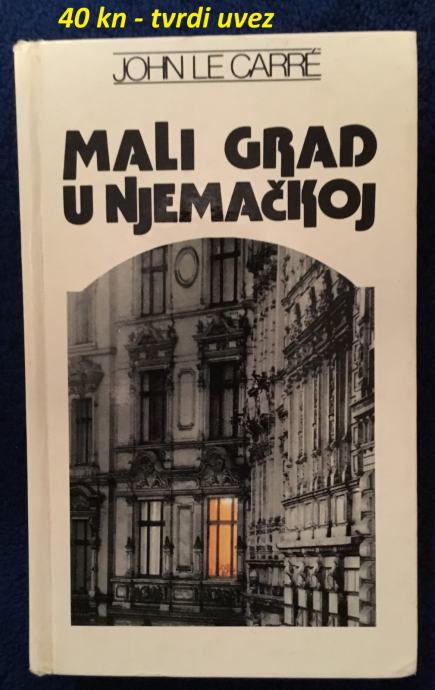 40 kn - tvrdi uvez
JOHN LE CARRÉ
MALI GRAD
U NJEMAČKOJ